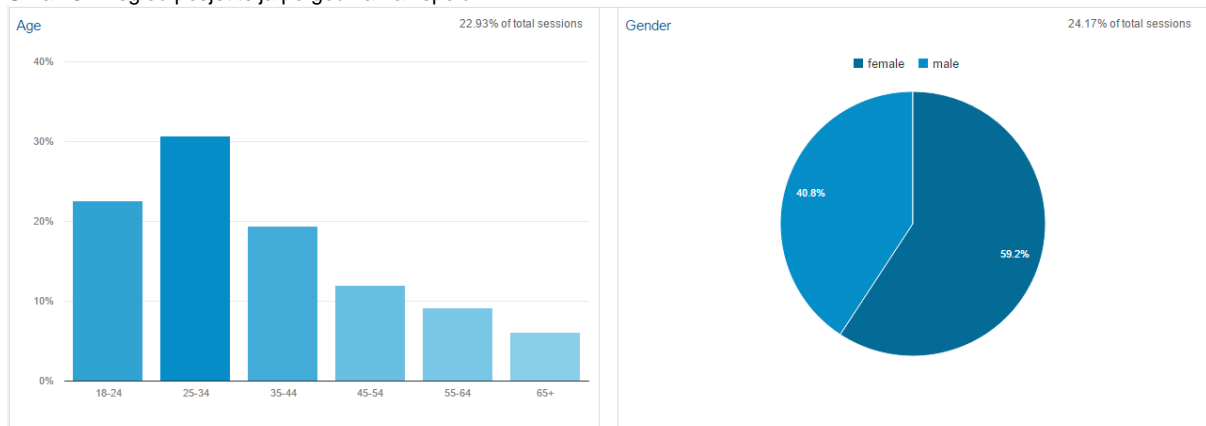 Age
22.93% of total sessions
40%
30%
20%
10%
0%
18-24
25-34
35-44
45-54
55-64
65+
Gender
24.17% of total sessions
female
male
40.8%
59.2%